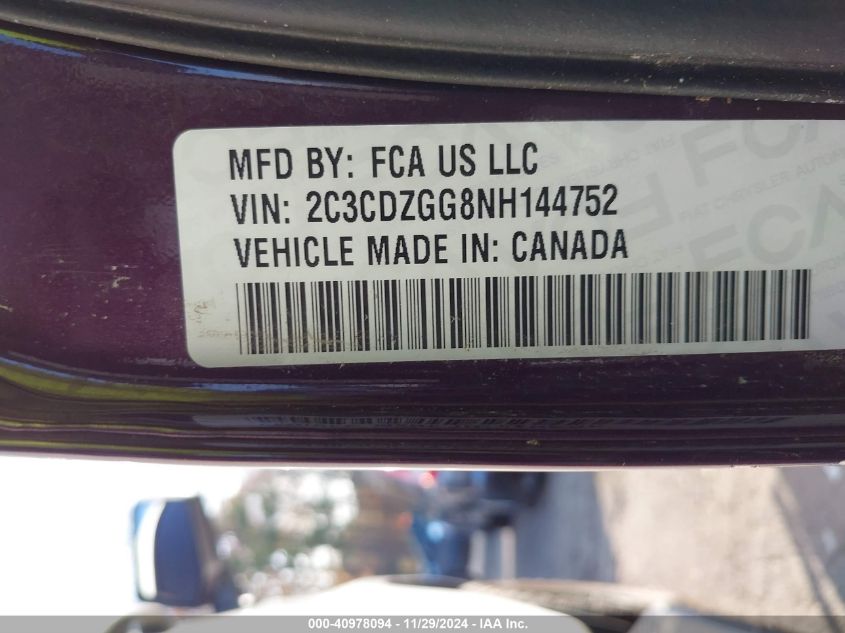 MFD BY: FCA US LLC
VIN: 2C3CDZGG8NH144752
VEHICLE MADE IN: CANADA
000-40978094 - 11/29/2024 - IAA Inc.